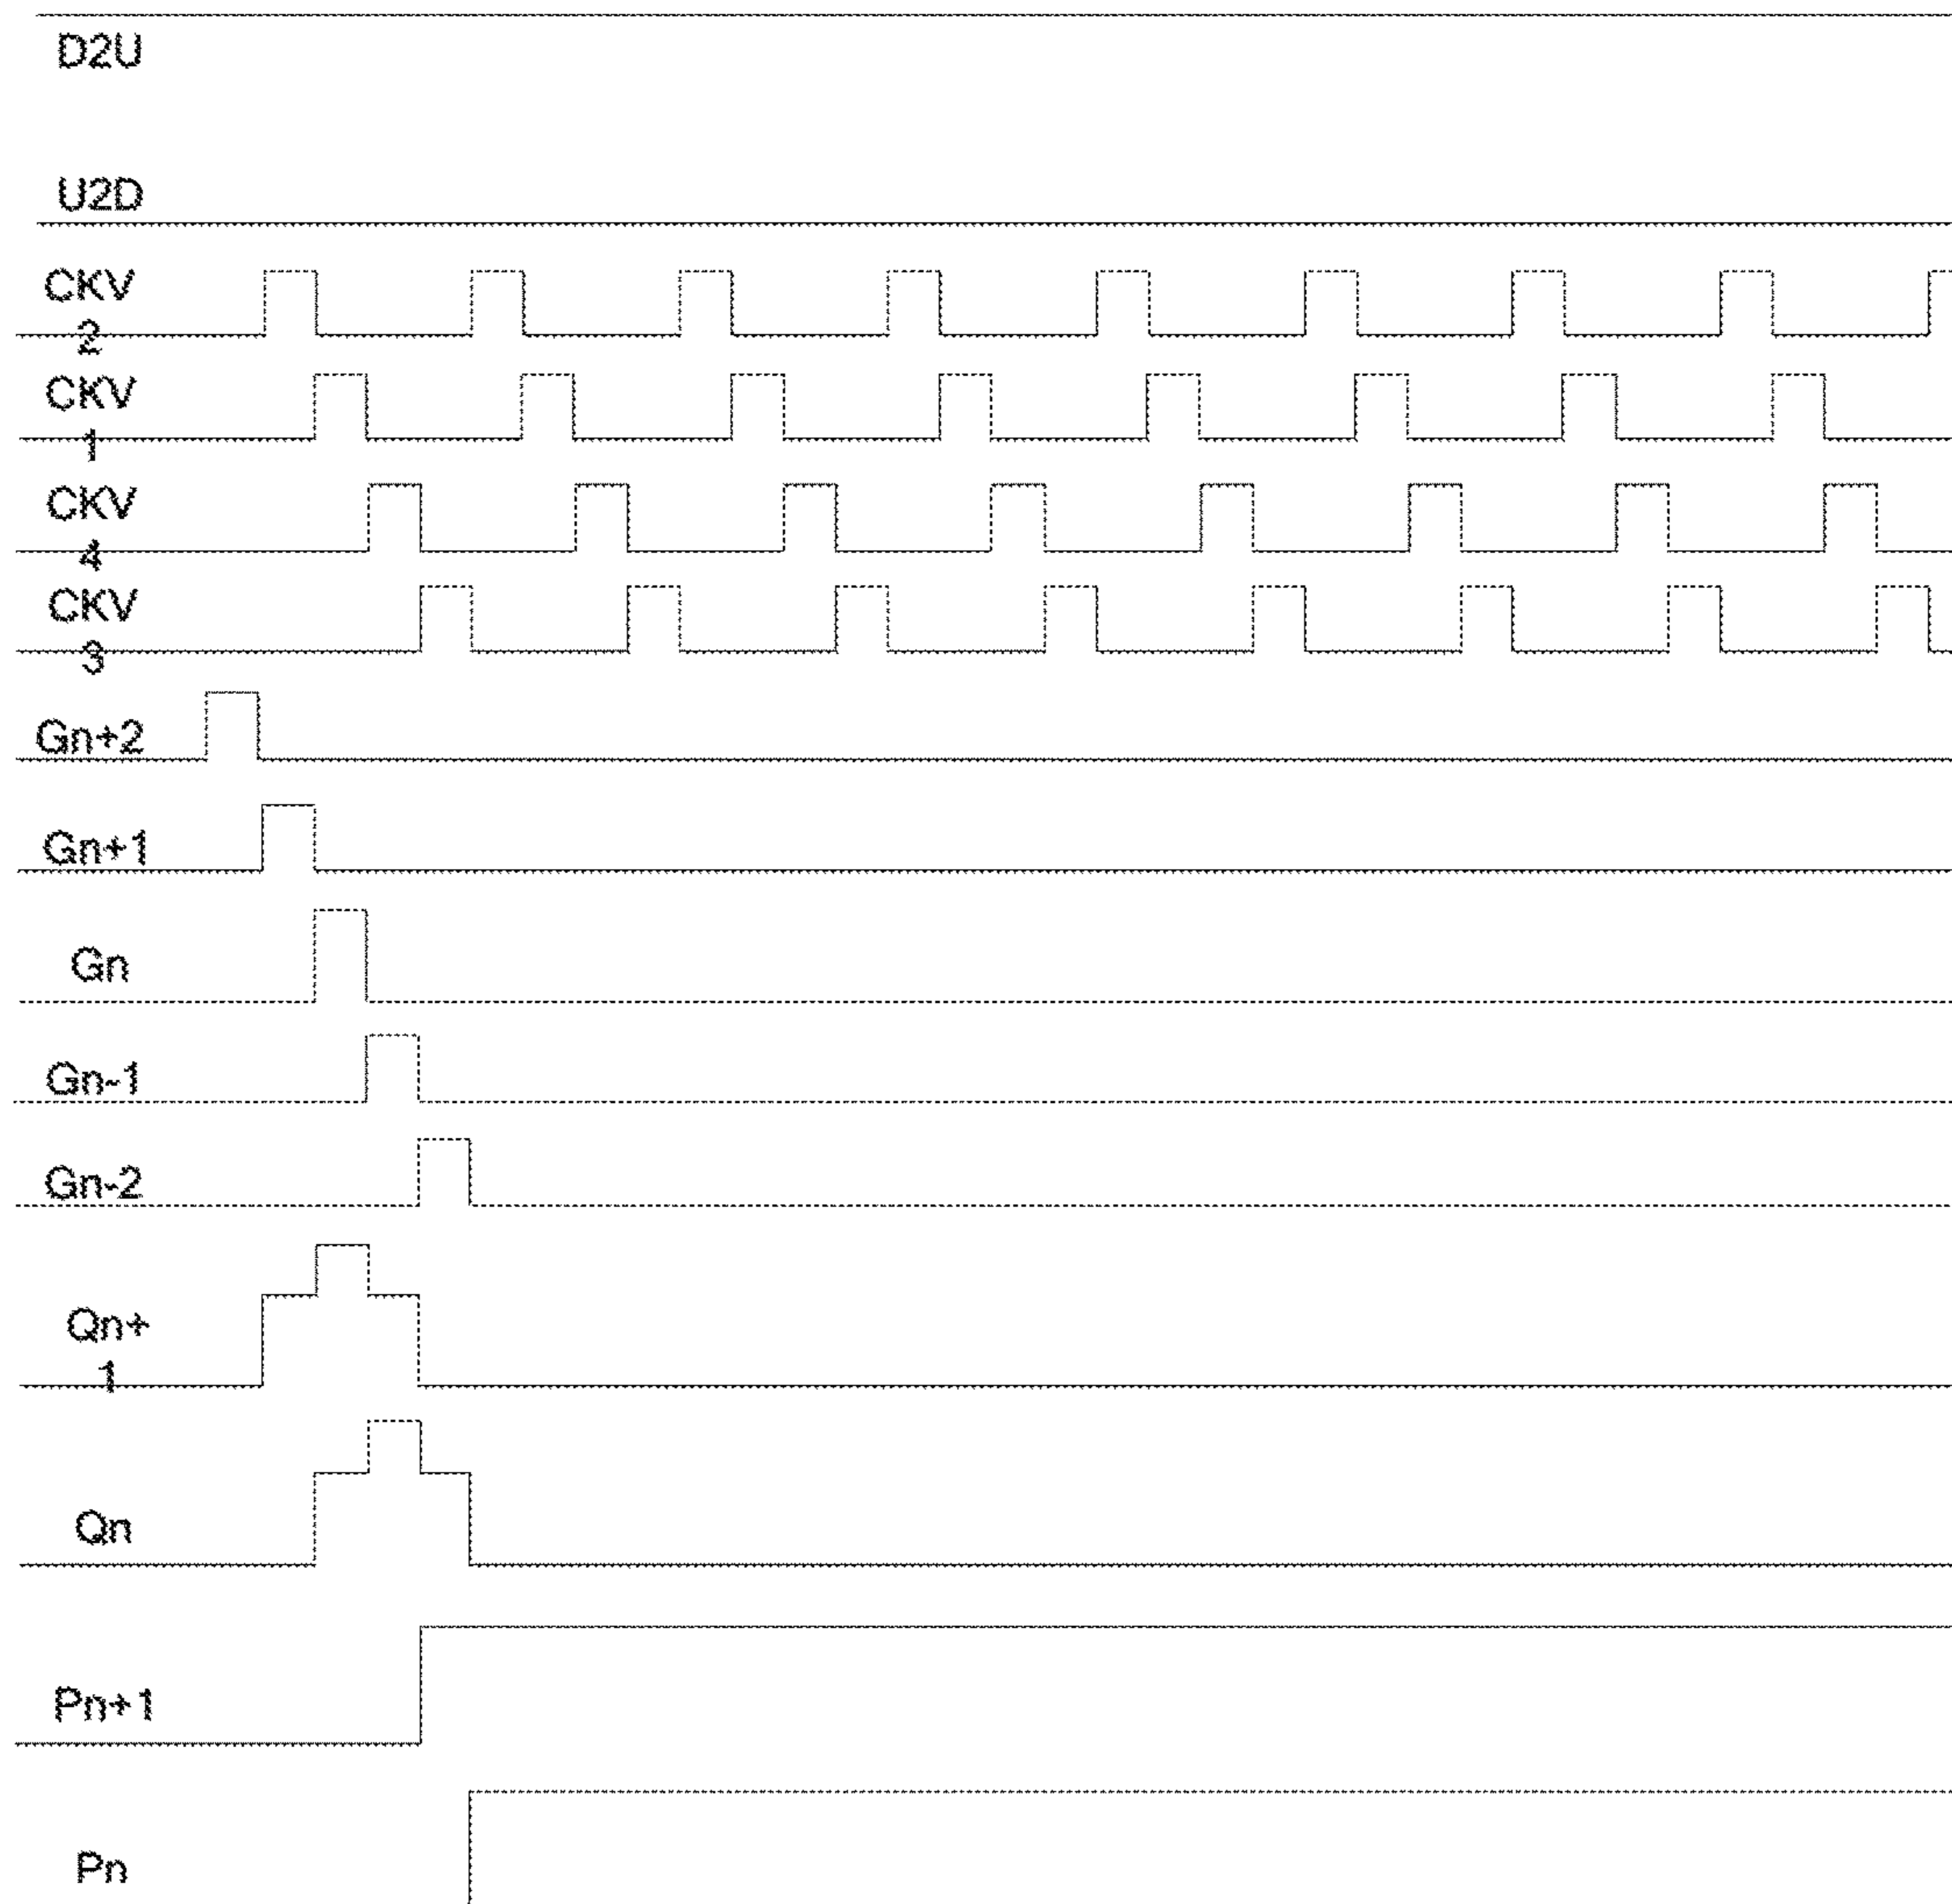 D2U
U2D
CKV
2
CKV
1
CKV
4
CKV
3
Gn+2
Gn+1
Gn
Gn-1
Gn-2
Qn+
1
Qn
Pn+1
Pn